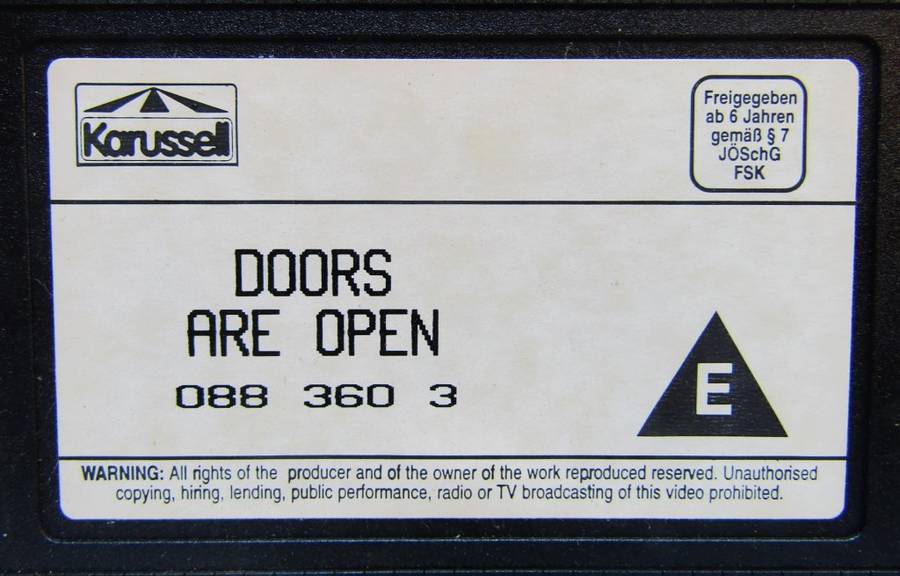 Karussell
Freigegeben
ab 6 Jahren
gemäß § 7
JÖSchG
FSK
DOORS
ARE OPEN
088 360 3
E
WARNING: All rights of the producer and of the owner of the work reproduced reserved. Unauthorised
copying, hiring, lending, public performance, radio or TV broadcasting of this video prohibited.